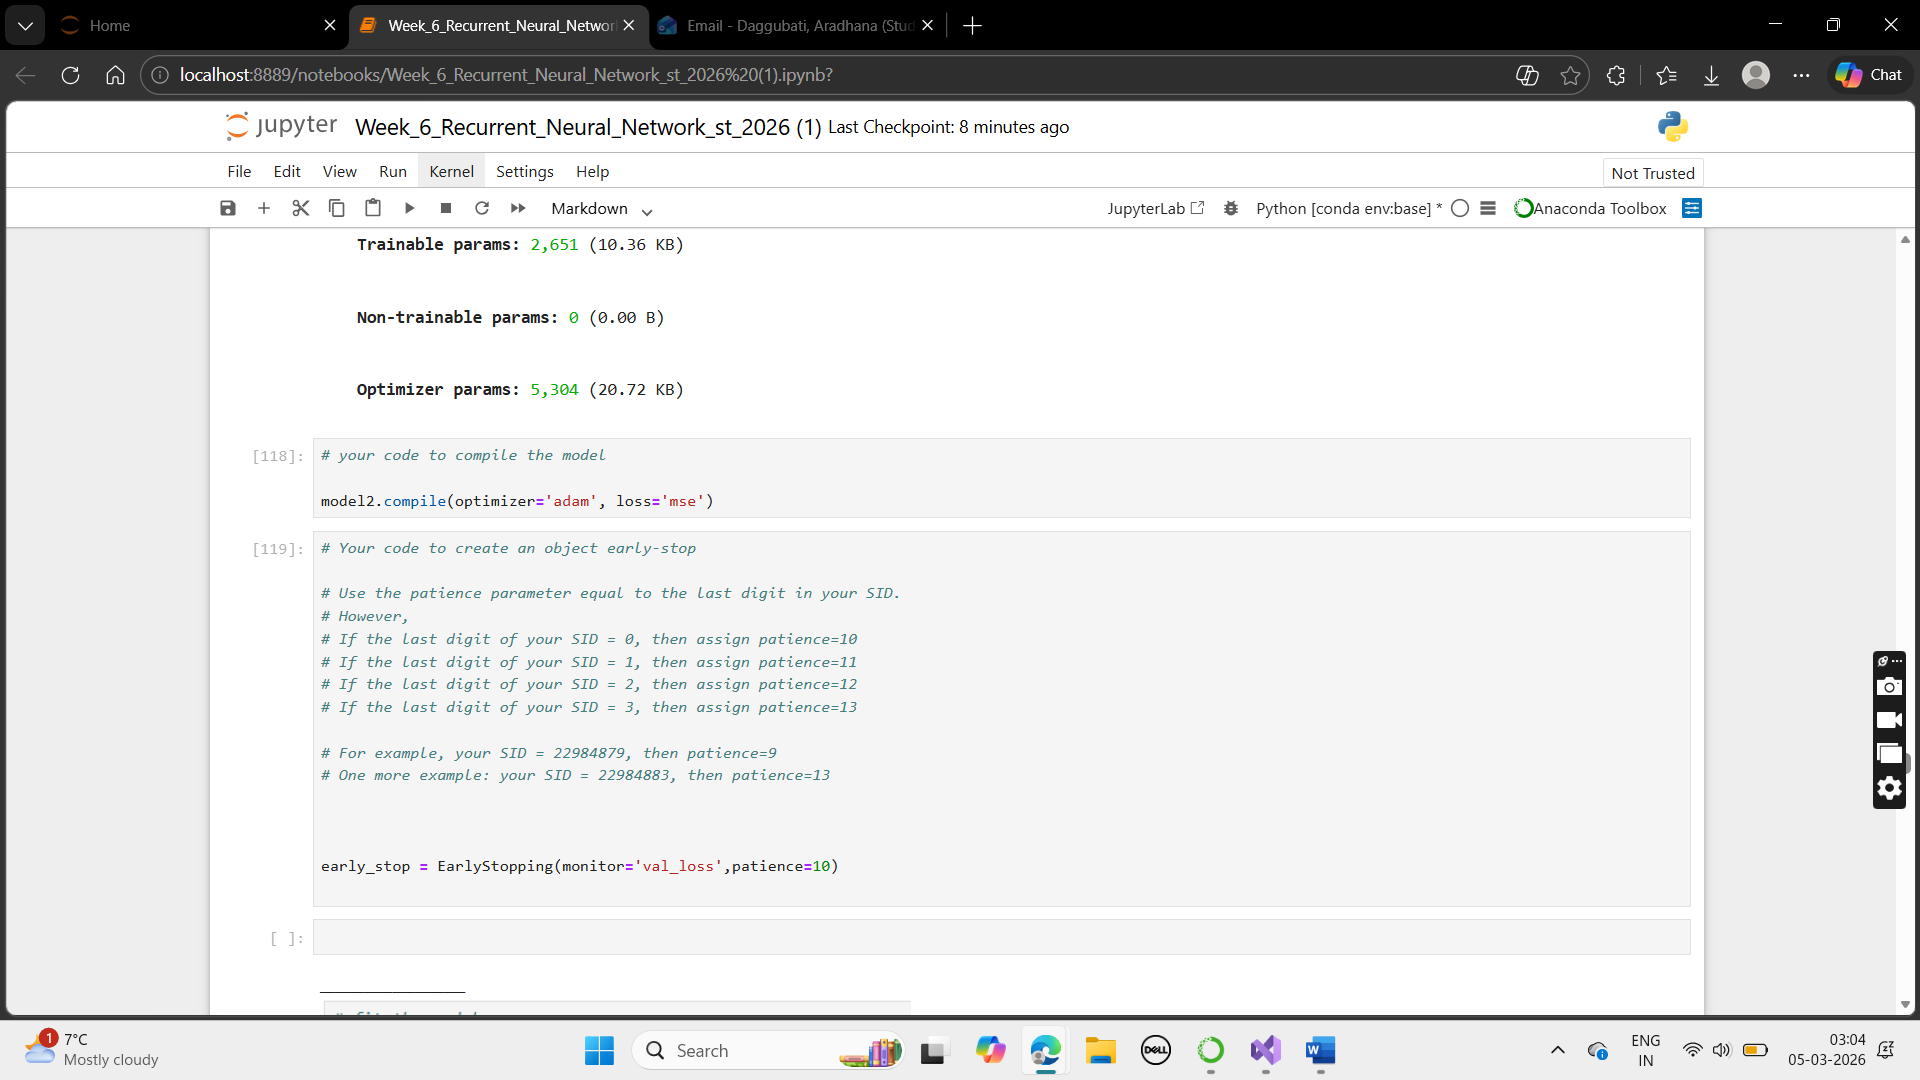 Home
Week_6_Recurrent_Neural_Networ
Email - Daggubati, Aradhana (Stud
localhost:8889/notebooks/Week_6_Recurrent_Neural_Network_st_2026%20(1).ipynb?
Chat
jupyter Week_6_Recurrent_Neural_Network_st_2026 (1) Last Checkpoint: 8 minutes ago
File Edit View Run Kernel Settings Help
Not Trusted
Markdown
JupyterLab
Python [conda env:base] *
Anaconda Toolbox
Trainable params: 2,651 (10.36 KB)
Non-trainable params: 0 (0.00 B)
Optimizer params: 5,304 (20.72 KB)
[118]: # your code to compile the model
model2.compile(optimizer='adam', loss='mse')
[119]: # Your code to create an object early-stop
# Use the patience parameter equal to the last digit in your SID.
# However,
# If the last digit of your SID = 0, then assign patience=10
# If the last digit of your SID = 1, then assign patience=11
# If the last digit of your SID = 2, then assign patience=12
# If the last digit of your SID = 3, then assign patience=13
# For example, your SID = 22984879, then patience=9
# One more example: your SID = 22984883, then patience=13
early_stop = EarlyStopping(monitor='val_loss',patience=10)
[ ]:
1
7°C
Mostly cloudy
Search
DELL
W
ENG
IN
03:04
05-03-2026